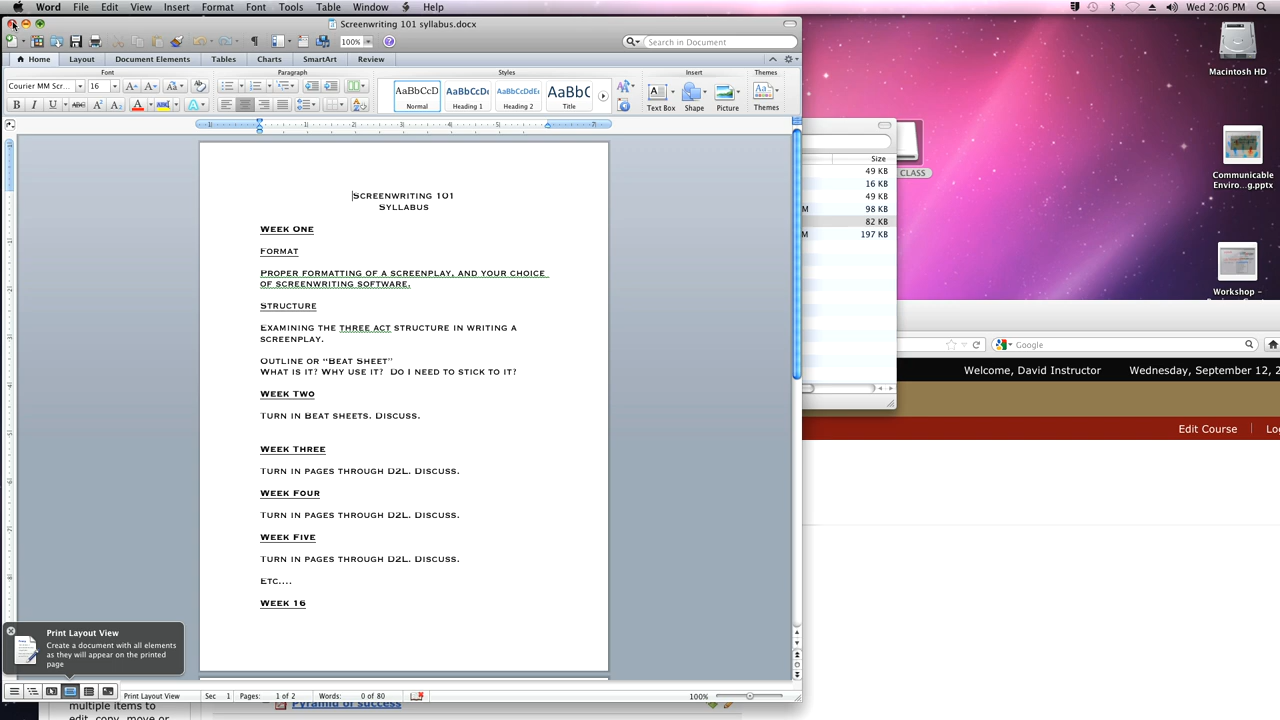 Word File Edit View Insert Format Font Tools Table Window Help Wed 2:06 PM
Screenwriting 101 syllabus.docx
100% Search in Document
Home Layout Document Elements Tables Charts SmartArt Review
Font Paragraph Styles Insert Themes
Courier MM Scr... 16
AaBbCcD AaBbCcDd AaBbCcDdEe AaBbC
Normal Heading 1 Heading 2 Title Text Box Shape Picture Themes
Macintosh HD
Size
49 KB
16 KB
49 KB
M 98 KB
82 KB
M 197 KB
CLASS
Communicable
Enviro...g.pptx
Screenwriting 101
Syllabus
Week One
Format
Proper formatting of a screenplay, and your choice
of screenwriting software.
Structure
Examining the three act structure in writing a
screenplay.
Outline or “Beat Sheet”
What is it? Why use it? Do I need to stick to it?
Week Two
Turn in Beat sheets. Discuss.
Week Three
Turn in pages through D2L. Discuss.
Week Four
Turn in pages through D2L. Discuss.
Week Five
Turn in pages through D2L. Discuss.
Etc....
Week 16
Google
Welcome, David Instructor Wednesday, September 12, 2
Edit Course
Print Layout View
Create a document with all elements
as they will appear on the printed
page
Print Layout View Sec 1 Pages: 1 of 2 Words: 0 of 80 100%
multiple items to
edit, copy, move or
Pyramid of success